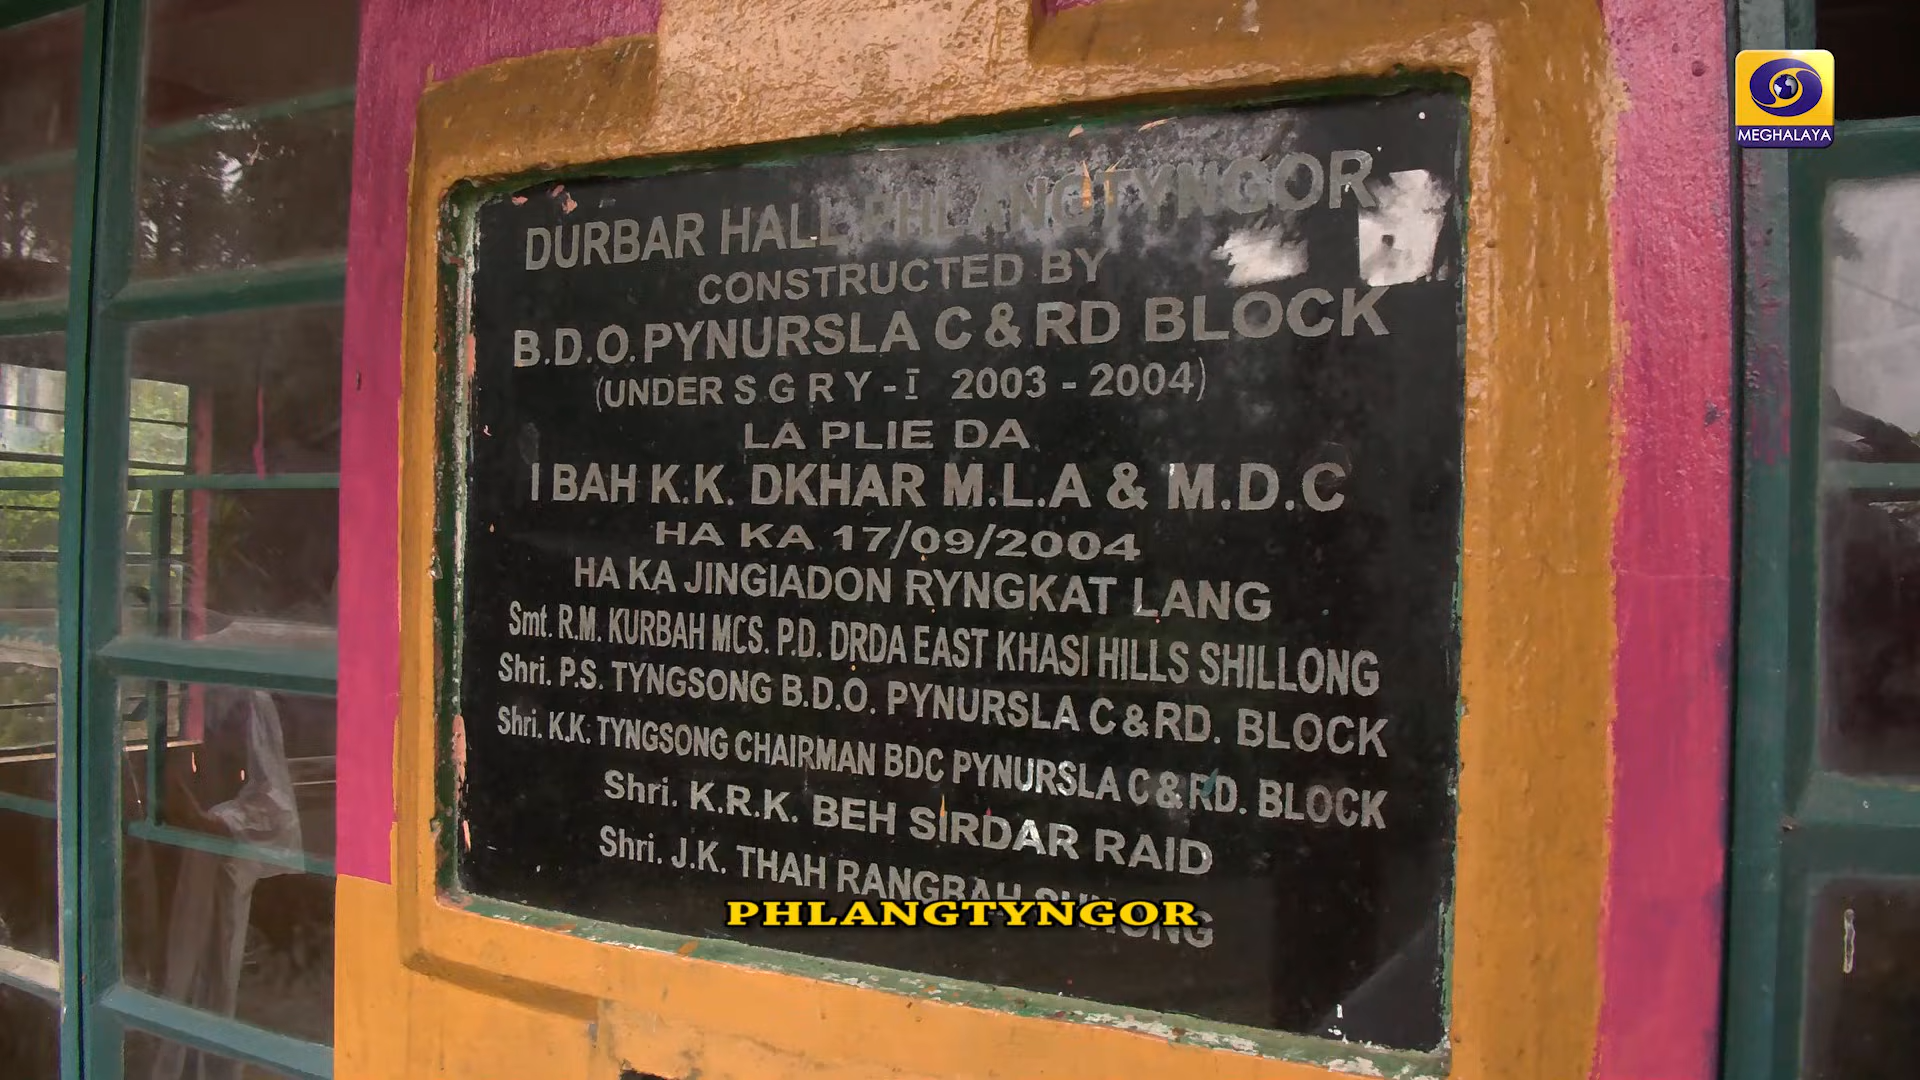 MEGHALAYA
DURBAR HALL PHLANGTYNGOR
CONSTRUCTED BY
B.D.O. PYNURSLA C & RD BLOCK
(UNDER S G R Y - I 2003 - 2004)
LA PLIE DA
I BAH K.K. DKHAR M.L.A & M.D.C
HA KA 17/09/2004
HA KA JINGIADON RYNGKAT LANG
Smt. R.M. KURBAH MCS. P.D. DRDA EAST KHASI HILLS SHILLONG
Shri. P.S. TYNGSONG B.D.O. PYNURSLA C & RD. BLOCK
Shri. K.K. TYNGSONG CHAIRMAN BDC PYNURSLA C & RD. BLOCK
Shri. K.R.K. BEH SIRDAR RAID
Shri. J.K. THAH RANGBAH SHNONG
PHLANGTYNGOR